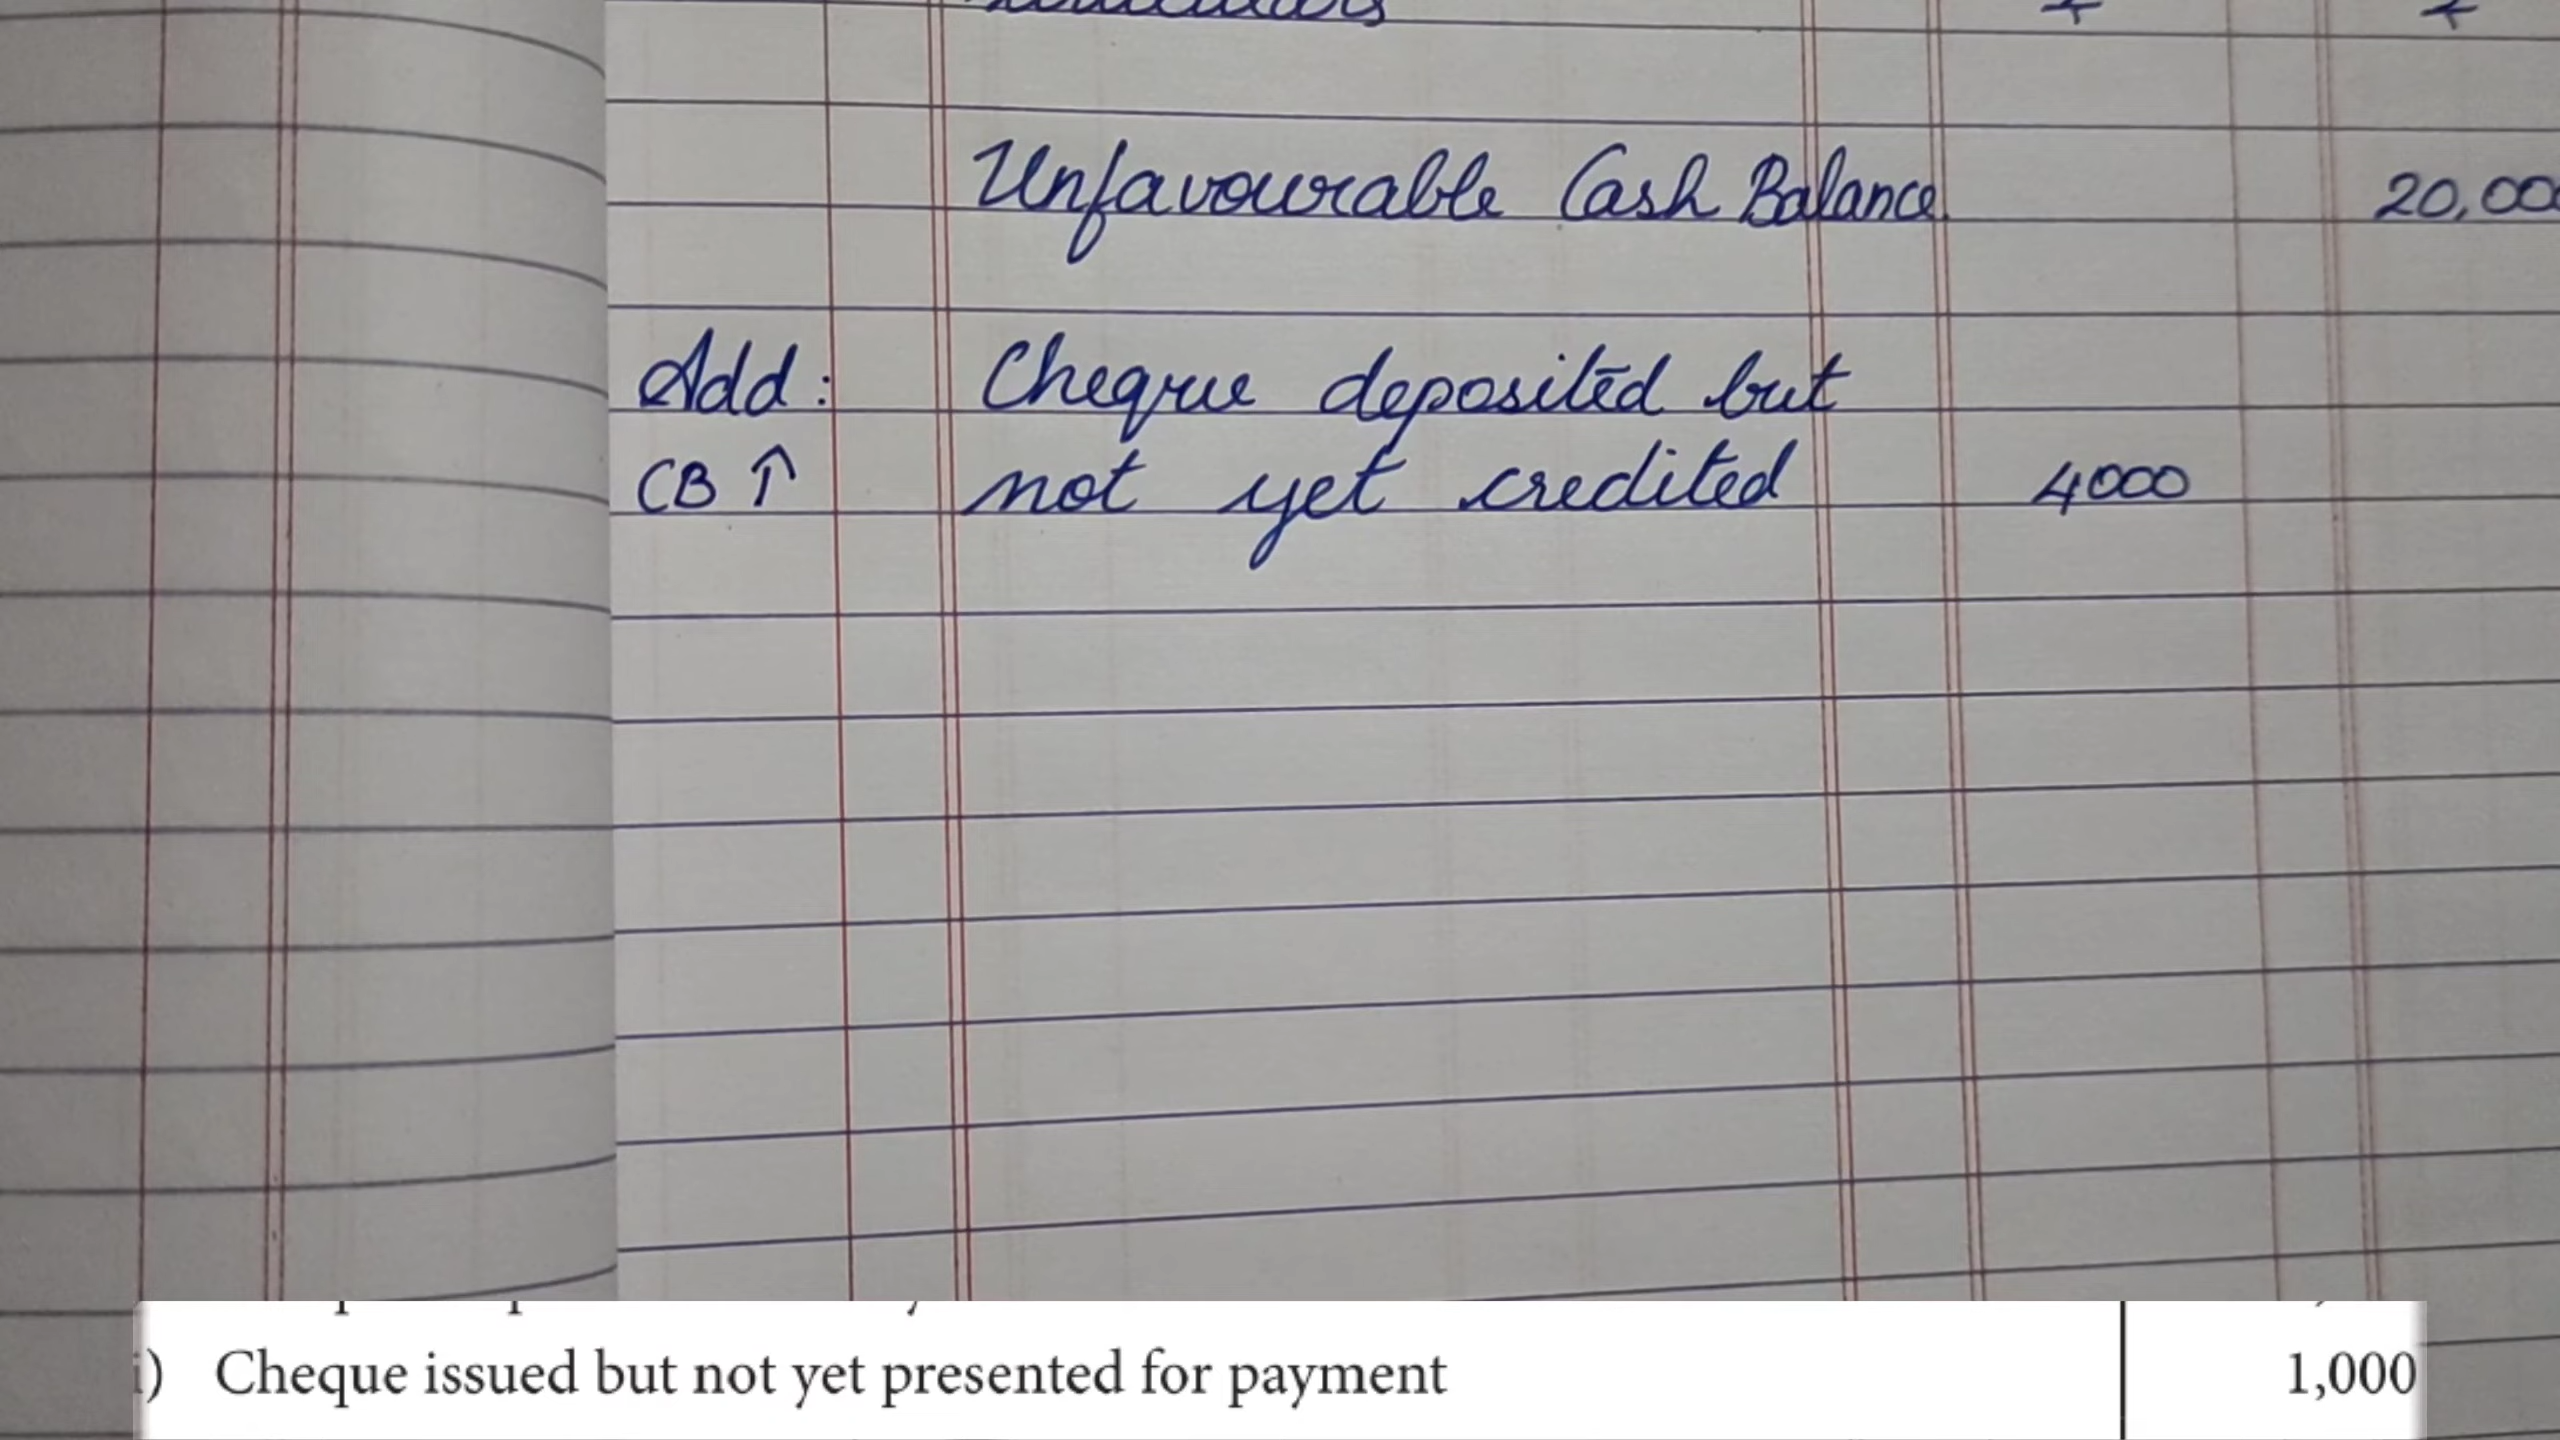 Unfavourable Cash Balance 20,00
Add: Cheque deposited but
CB ↑ not yet credited 4000
i) Cheque issued but not yet presented for payment 1,000